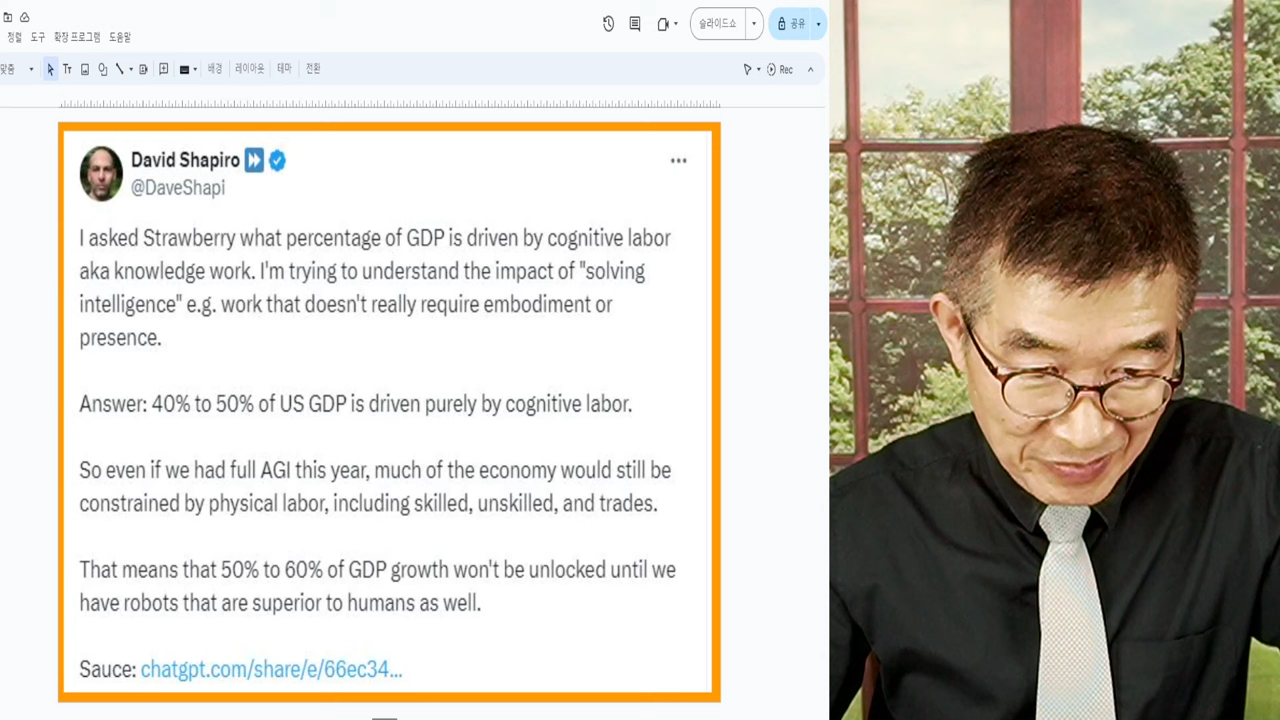 정렬 도구 확장 프로그램 도움말
슬라이드쇼 공유
맞춤 Tт 배경 레이아웃 테마 전환 Rec
David Shapiro
@DaveShapi
I asked Strawberry what percentage of GDP is driven by cognitive labor
aka knowledge work. I'm trying to understand the impact of "solving
intelligence" e.g. work that doesn't really require embodiment or
presence.
Answer: 40% to 50% of US GDP is driven purely by cognitive labor.
So even if we had full AGI this year, much of the economy would still be
constrained by physical labor, including skilled, unskilled, and trades.
That means that 50% to 60% of GDP growth won't be unlocked until we
have robots that are superior to humans as well.
Sauce: chatgpt.com/share/e/66ec34...